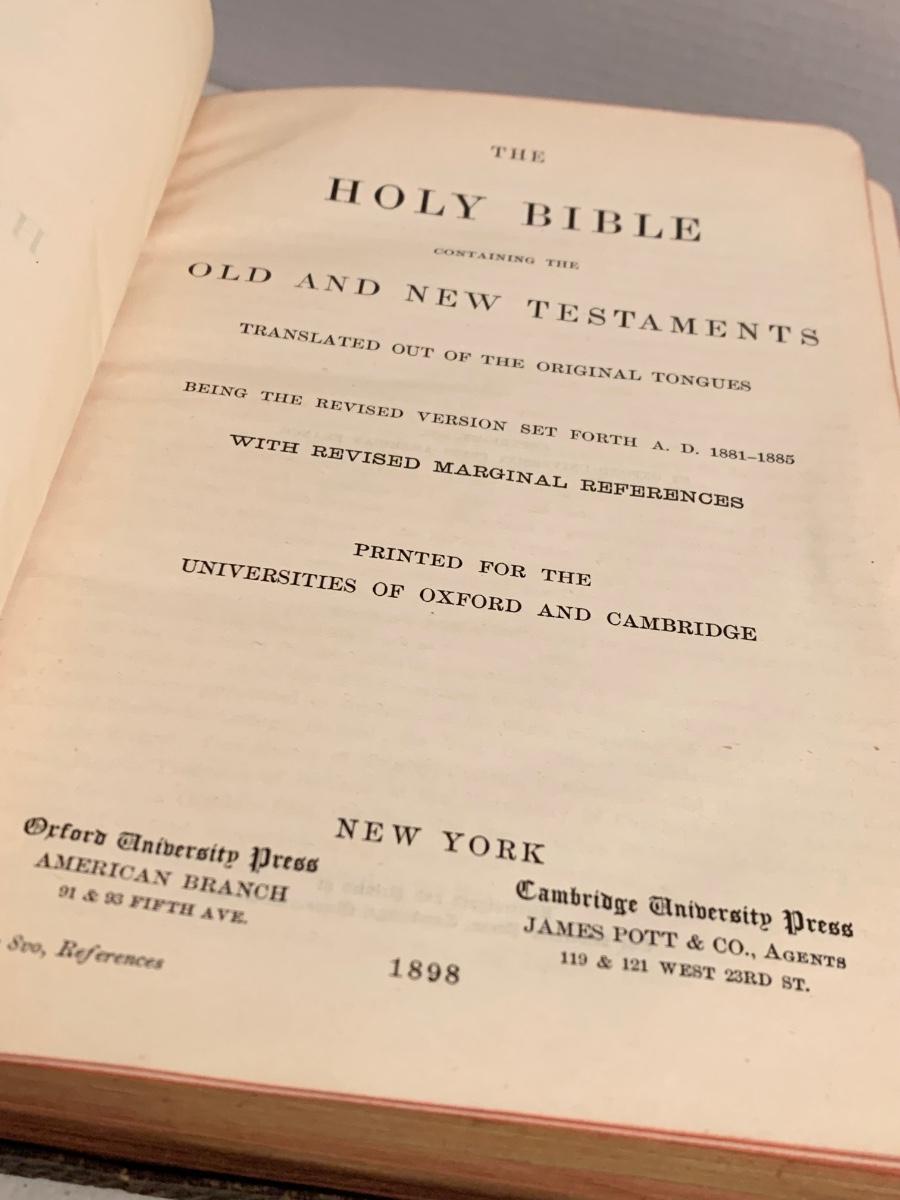 THE
HOLY BIBLE
CONTAINING THE
OLD AND NEW TESTAMENTS
TRANSLATED OUT OF THE ORIGINAL TONGUES
BEING THE REVISED VERSION SET FORTH A. D. 1881–1885
WITH REVISED MARGINAL REFERENCES
PRINTED FOR THE
UNIVERSITIES OF OXFORD AND CAMBRIDGE
NEW YORK
Oxford University Press
AMERICAN BRANCH
91 & 93 FIFTH AVE.
Cambridge University Press
JAMES POTT & CO., AGENTS
119 & 121 WEST 23RD ST.
8vo, References
1898